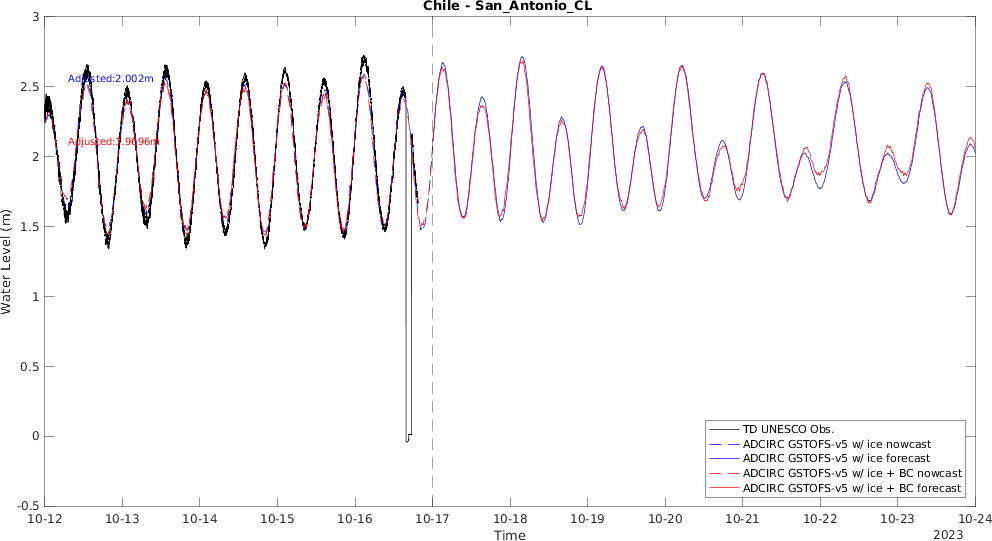 Chile - San_Antonio_CL
Water Level (m)
3
2.5
2
1.5
1
0.5
0
-0.5
Adjusted:2.002m
Adjusted:1.9696m
TD UNESCO Obs.
ADCIRC GSTOFS-v5 w/ ice nowcast
ADCIRC GSTOFS-v5 w/ ice forecast
ADCIRC GSTOFS-v5 w/ ice + BC nowcast
ADCIRC GSTOFS-v5 w/ ice + BC forecast
10-12 10-13 10-14 10-15 10-16 10-17 10-18 10-19 10-20 10-21 10-22 10-23 10-24
Time
2023